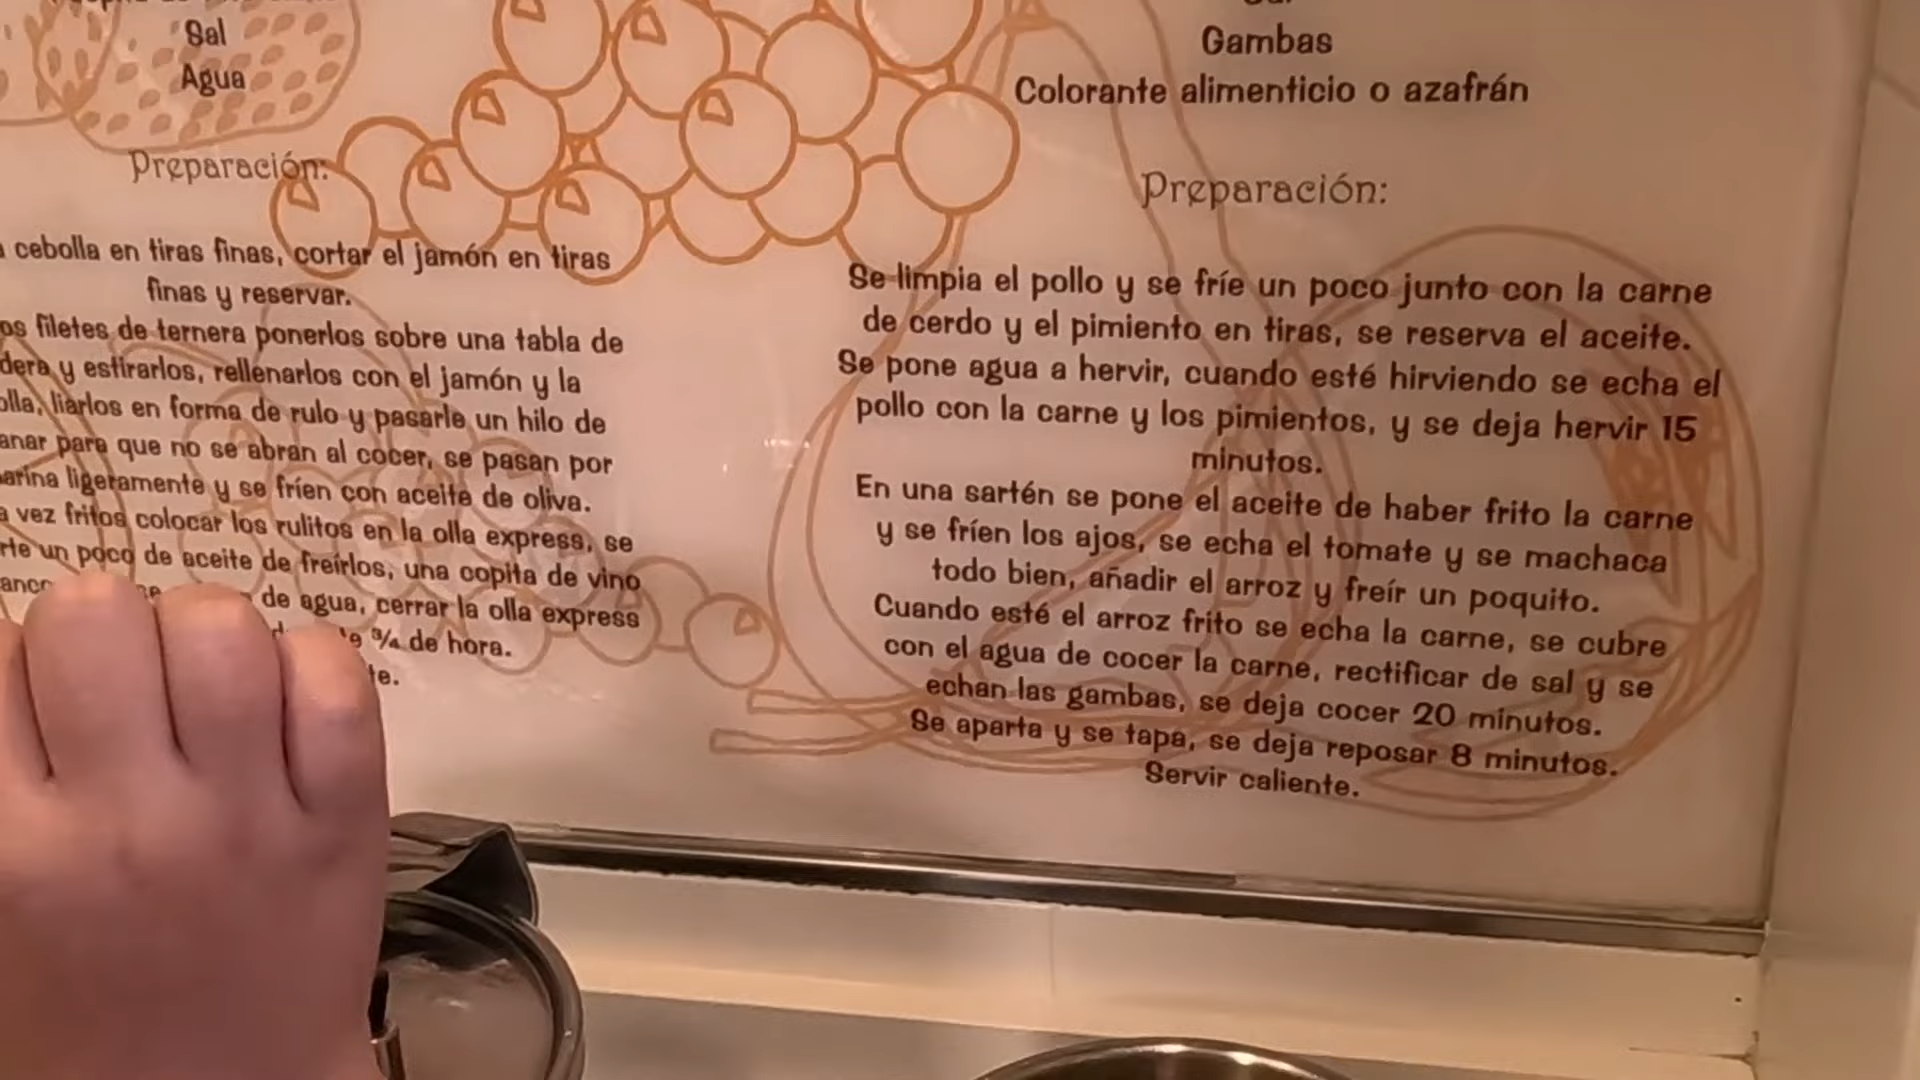 Sal
Agua
Preparación:
cebolla en tiras finas, cortar el jamón en tiras
finas y reservar.
filetes de ternera ponerlos sobre una tabla de
y estirarlos, rellenarlos con el jamón y la
liarlos en forma de rulo y pasarle un hilo de
para que no se abran al cocer, se pasan por
ligeramente y se fríen con aceite de oliva.
vez fritos colocar los rulitos en la olla express, se
un poco de aceite de freírlos, una copita de vino
de agua, cerrar la olla express
¾ de hora.
Gambas
Colorante alimenticio o azafrán
Preparación:
Se limpia el pollo y se fríe un poco junto con la carne
de cerdo y el pimiento en tiras, se reserva el aceite.
Se pone agua a hervir, cuando esté hirviendo se echa el
pollo con la carne y los pimientos, y se deja hervir 15
minutos.
En una sartén se pone el aceite de haber frito la carne
y se fríen los ajos, se echa el tomate y se machaca
todo bien, añadir el arroz y freír un poquito.
Cuando esté el arroz frito se echa la carne, se cubre
con el agua de cocer la carne, rectificar de sal y se
echan las gambas, se deja cocer 20 minutos.
Se aparta y se tapa, se deja reposar 8 minutos.
Servir caliente.